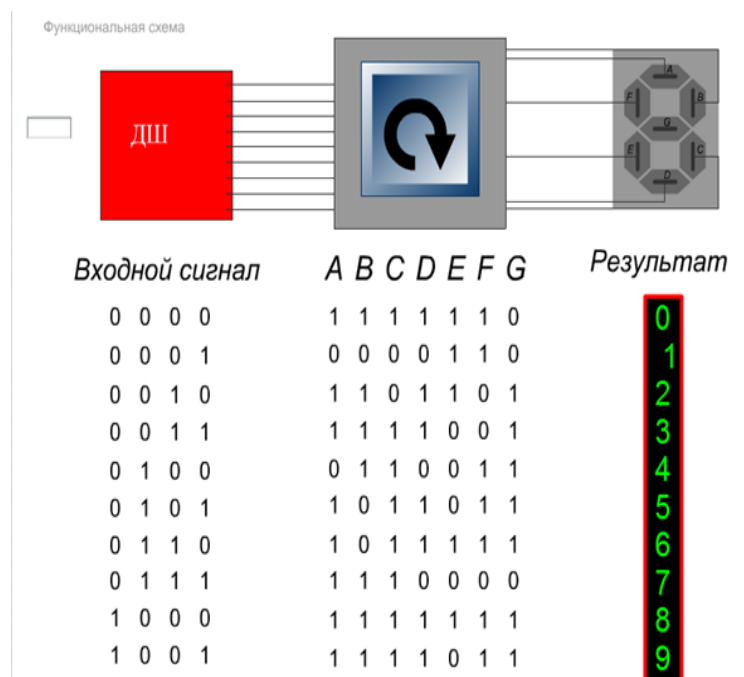 Функциональная схема
ДШ
A
F B
G
E C
D
Входной сигнал A B C D E F G Результат
0 0 0 0 1 1 1 1 1 1 0 0
0 0 0 1 0 0 0 0 1 1 0 1
0 0 1 0 1 1 0 1 1 0 1 2
0 0 1 1 1 1 1 1 0 0 1 3
0 1 0 0 0 1 1 0 0 1 1 4
0 1 0 1 1 0 1 1 0 1 1 5
0 1 1 0 1 0 1 1 1 1 1 6
0 1 1 1 1 1 1 0 0 0 0 7
1 0 0 0 1 1 1 1 1 1 1 8
1 0 0 1 1 1 1 1 0 1 1 9